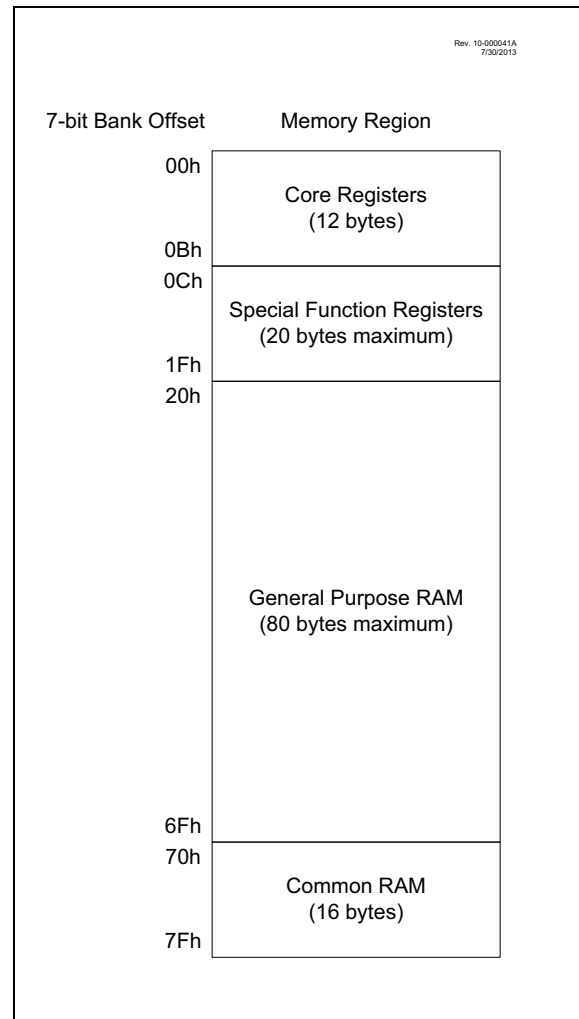 Rev. 10-000041A
7/30/2013
7-bit Bank Offset    Memory Region
00h
Core Registers
(12 bytes)
0Bh
0Ch
Special Function Registers
(20 bytes maximum)
1Fh
20h
General Purpose RAM
(80 bytes maximum)
6Fh
70h
Common RAM
(16 bytes)
7Fh